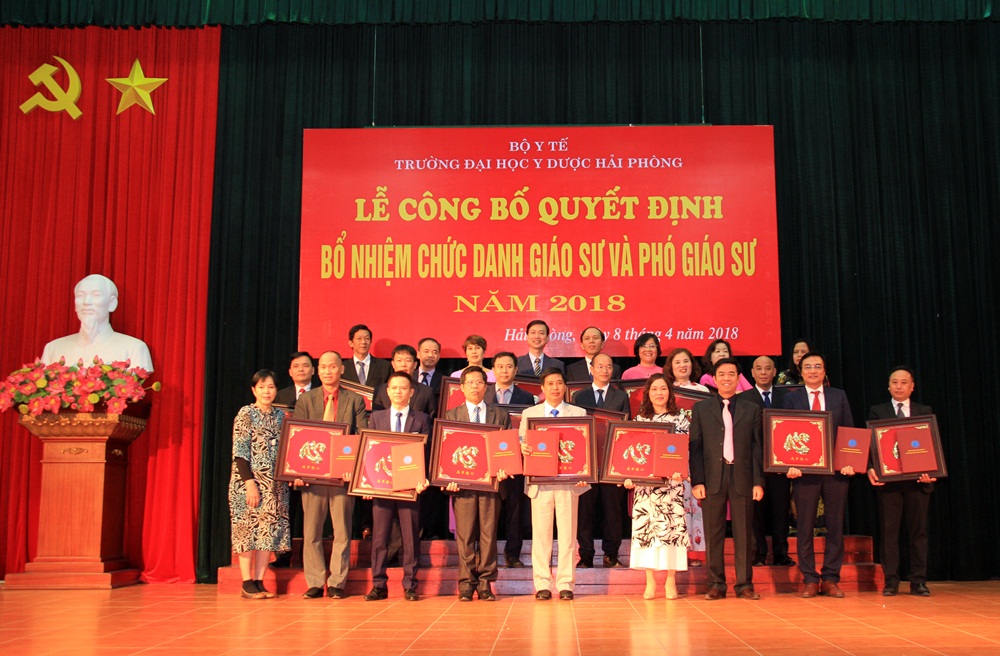 BỘ Y TẾ
TRƯỜNG ĐẠI HỌC Y DƯỢC HẢI PHÒNG
LỄ CÔNG BỐ QUYẾT ĐỊNH
BỔ NHIỆM CHỨC DANH GIÁO SƯ VÀ PHÓ GIÁO SƯ
NĂM 2018
8 tháng 4 năm 2018